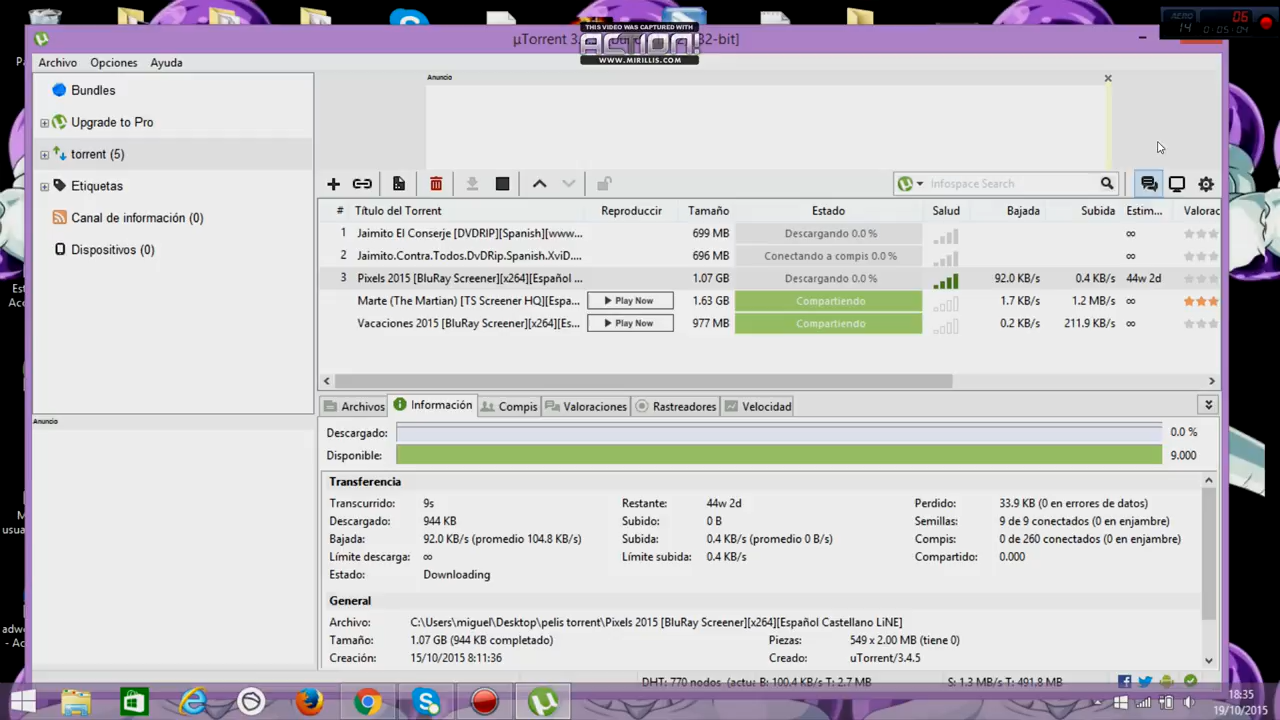 THIS VIDEO WAS CAPTURED WITH
ACTION!
WWW.MIRILLIS.COM
AERO
14
06
0:05:04
µTorrent 3.
32-bit]
Archivo Opciones Ayuda
Anuncio
Bundles
Upgrade to Pro
torrent (5)
Etiquetas
Canal de información (0)
Dispositivos (0)
Infospace Search
# Título del Torrent Reproduccir Tamaño Estado Salud Bajada Subida Estim... Valorac
1 Jaimito El Conserje [DVDRIP][Spanish][www... 699 MB Descargando 0.0 % ∞
2 Jaimito.Contra.Todos.DvDRip.Spanish.XviD.... 696 MB Conectando a compis 0.0 % ∞
3 Pixels 2015 [BluRay Screener][x264][Español ... 1.07 GB Descargando 0.0 % 92.0 KB/s 0.4 KB/s 44w 2d
Marte (The Martian) [TS Screener HQ][Espa... Play Now 1.63 GB Compartiendo 1.7 KB/s 1.2 MB/s ∞
Vacaciones 2015 [BluRay Screener][x264][Es... Play Now 977 MB Compartiendo 0.2 KB/s 211.9 KB/s ∞
Archivos Información Compis Valoraciones Rastreadores Velocidad
Anuncio
Descargado: 0.0 %
Disponible: 9.000
Transferencia
Transcurrido: 9s Restante: 44w 2d Perdido: 33.9 KB (0 en errores de datos)
Descargado: 944 KB Subido: 0 B Semillas: 9 de 9 conectados (0 en enjambre)
Bajada: 92.0 KB/s (promedio 104.8 KB/s) Subida: 0.4 KB/s (promedio 0 B/s) Compis: 0 de 260 conectados (0 en enjambre)
Límite descarga: ∞ Límite subida: 0.4 KB/s Compartido: 0.000
Estado: Downloading
General
Archivo: C:\Users\miguel\Desktop\pelis torrent\Pixels 2015 [BluRay Screener][x264][Español Castellano LiNE]
Tamaño: 1.07 GB (944 KB completado) Piezas: 549 x 2.00 MB (tiene 0)
Creación: 15/10/2015 8:11:36 Creado: uTorrent/3.4.5
DHT: 770 nodos (actu: B: 100.4 KB/s T: 2.7 MB S: 1.3 MB/s T: 491.8 MB
18:35
19/10/2015